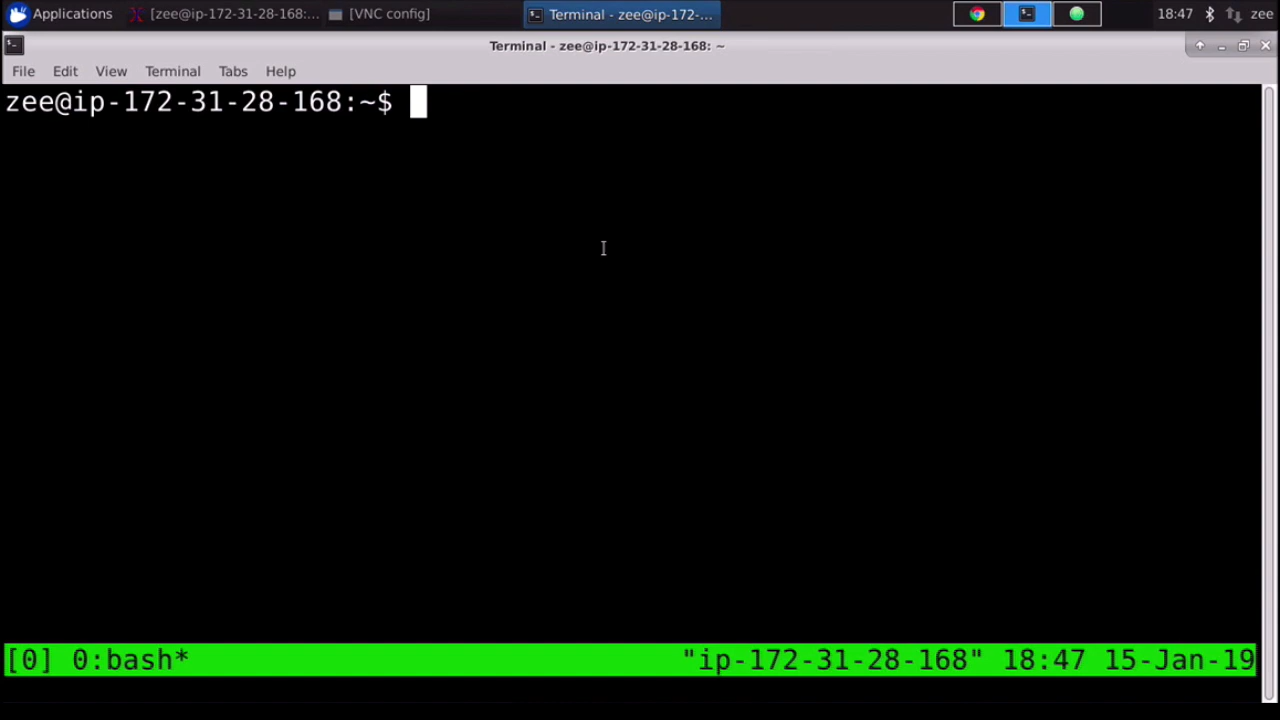 Applications [zee@ip-172-31-28-168:... [VNC config] Terminal - zee@ip-172-... 18:47 zee
Terminal - zee@ip-172-31-28-168: ~
File Edit View Terminal Tabs Help
zee@ip-172-31-28-168:~$
[0] 0:bash* "ip-172-31-28-168" 18:47 15-Jan-19